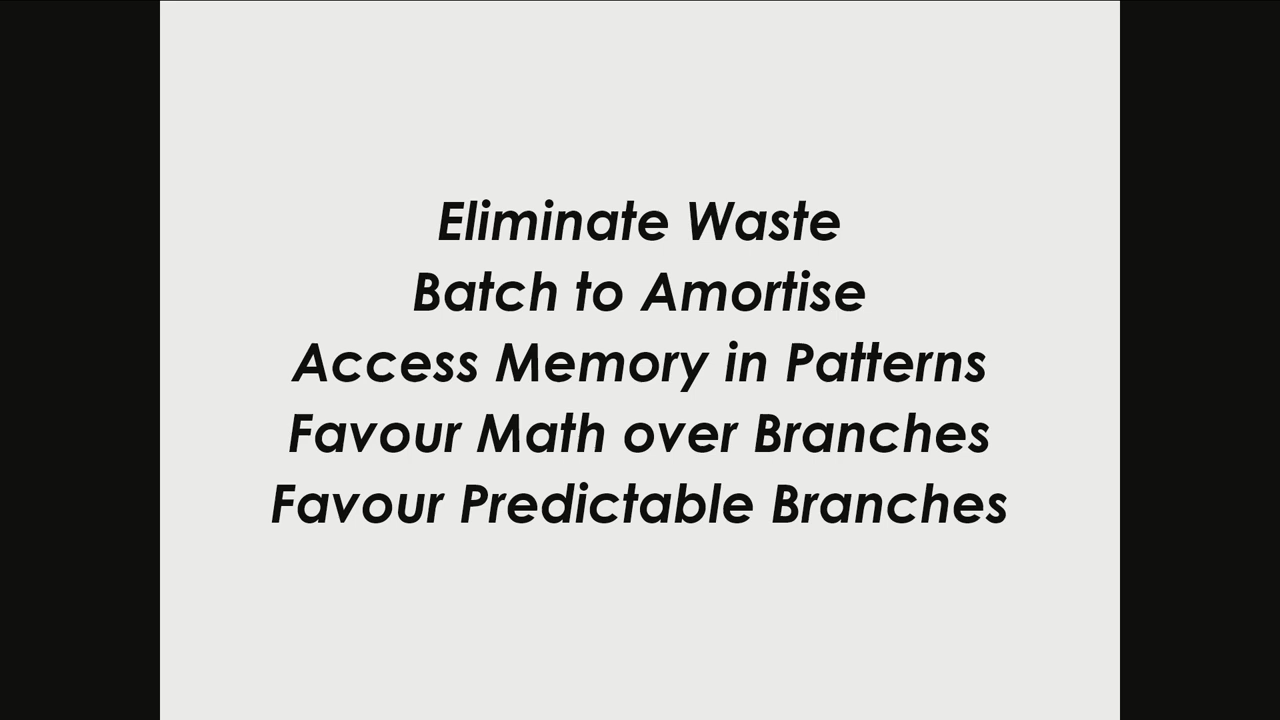 Eliminate Waste
Batch to Amortise
Access Memory in Patterns
Favour Math over Branches
Favour Predictable Branches